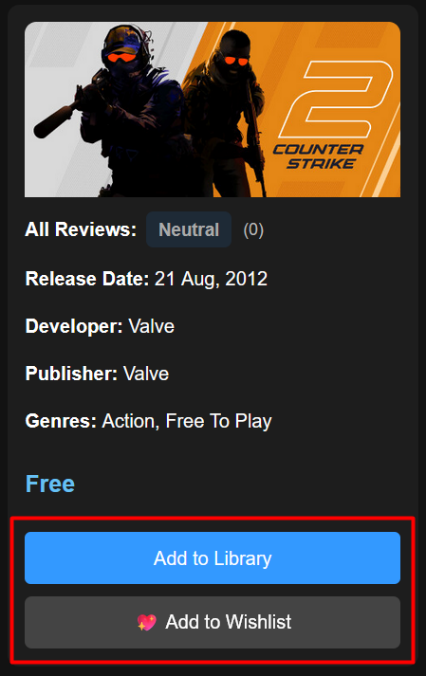 2
COUNTER
STRIKE
All Reviews: Neutral (0)
Release Date: 21 Aug, 2012
Developer: Valve
Publisher: Valve
Genres: Action, Free To Play
Free
Add to Library
💖 Add to Wishlist